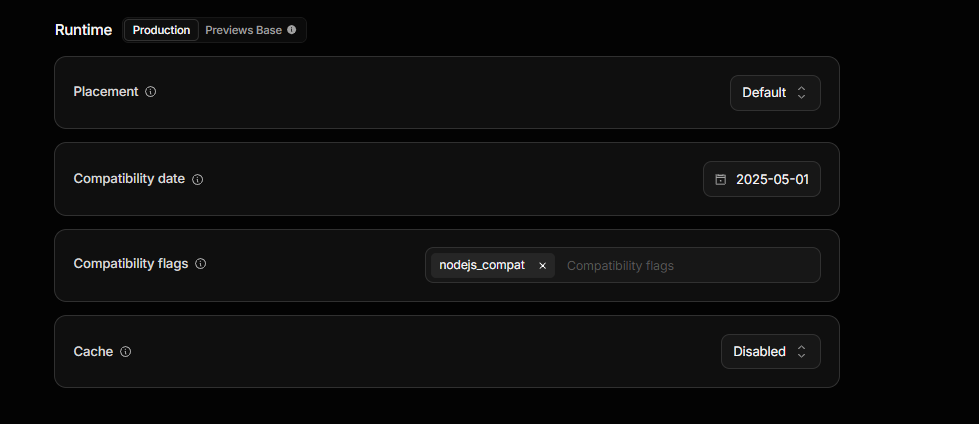 Runtime Production Previews Base
Placement Default
Compatibility date 2025-05-01
Compatibility flags nodejs_compat × Compatibility flags
Cache Disabled